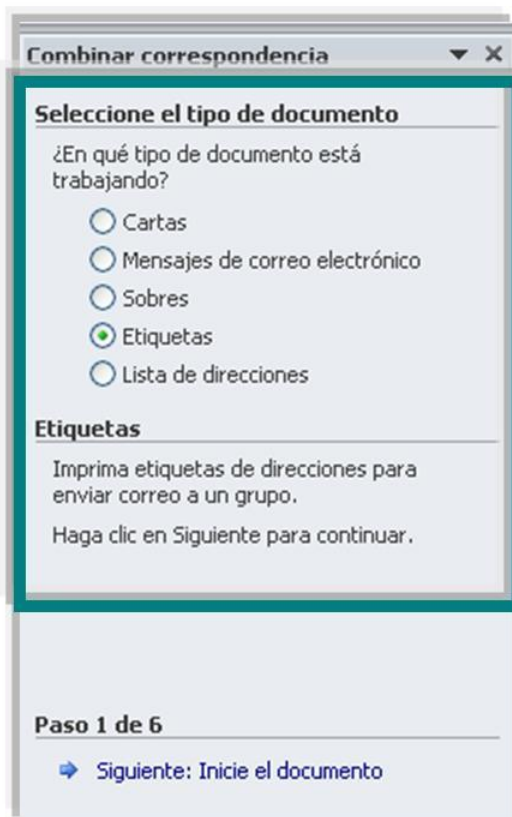 Combinar correspondencia
Seleccione el tipo de documento
¿En qué tipo de documento está
trabajando?
Cartas
Mensajes de correo electrónico
Sobres
Etiquetas
Lista de direcciones
Etiquetas
Imprima etiquetas de direcciones para
enviar correo a un grupo.
Haga clic en Siguiente para continuar.
Paso 1 de 6
Siguiente: Inicie el documento